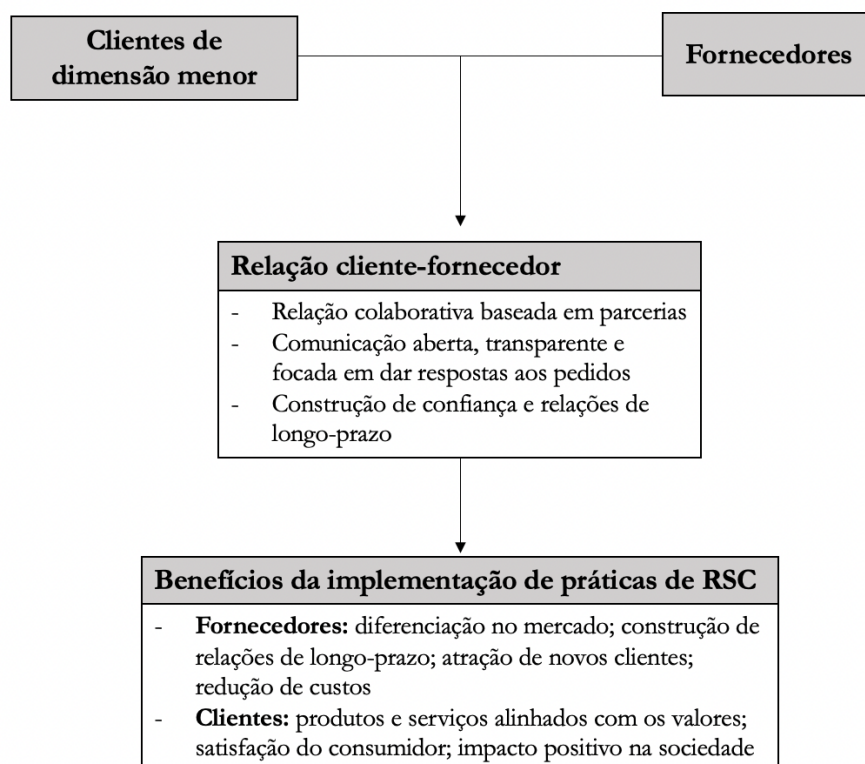 Clientes de
dimensão menor
Fornecedores
Relação cliente-fornecedor
- Relação colaborativa baseada em parcerias
- Comunicação aberta, transparente e
focada em dar respostas aos pedidos
- Construção de confiança e relações de
longo-prazo
Benefícios da implementação de práticas de RSC
- Fornecedores: diferenciação no mercado; construção de
relações de longo-prazo; atração de novos clientes;
redução de custos
- Clientes: produtos e serviços alinhados com os valores;
satisfação do consumidor; impacto positivo na sociedade